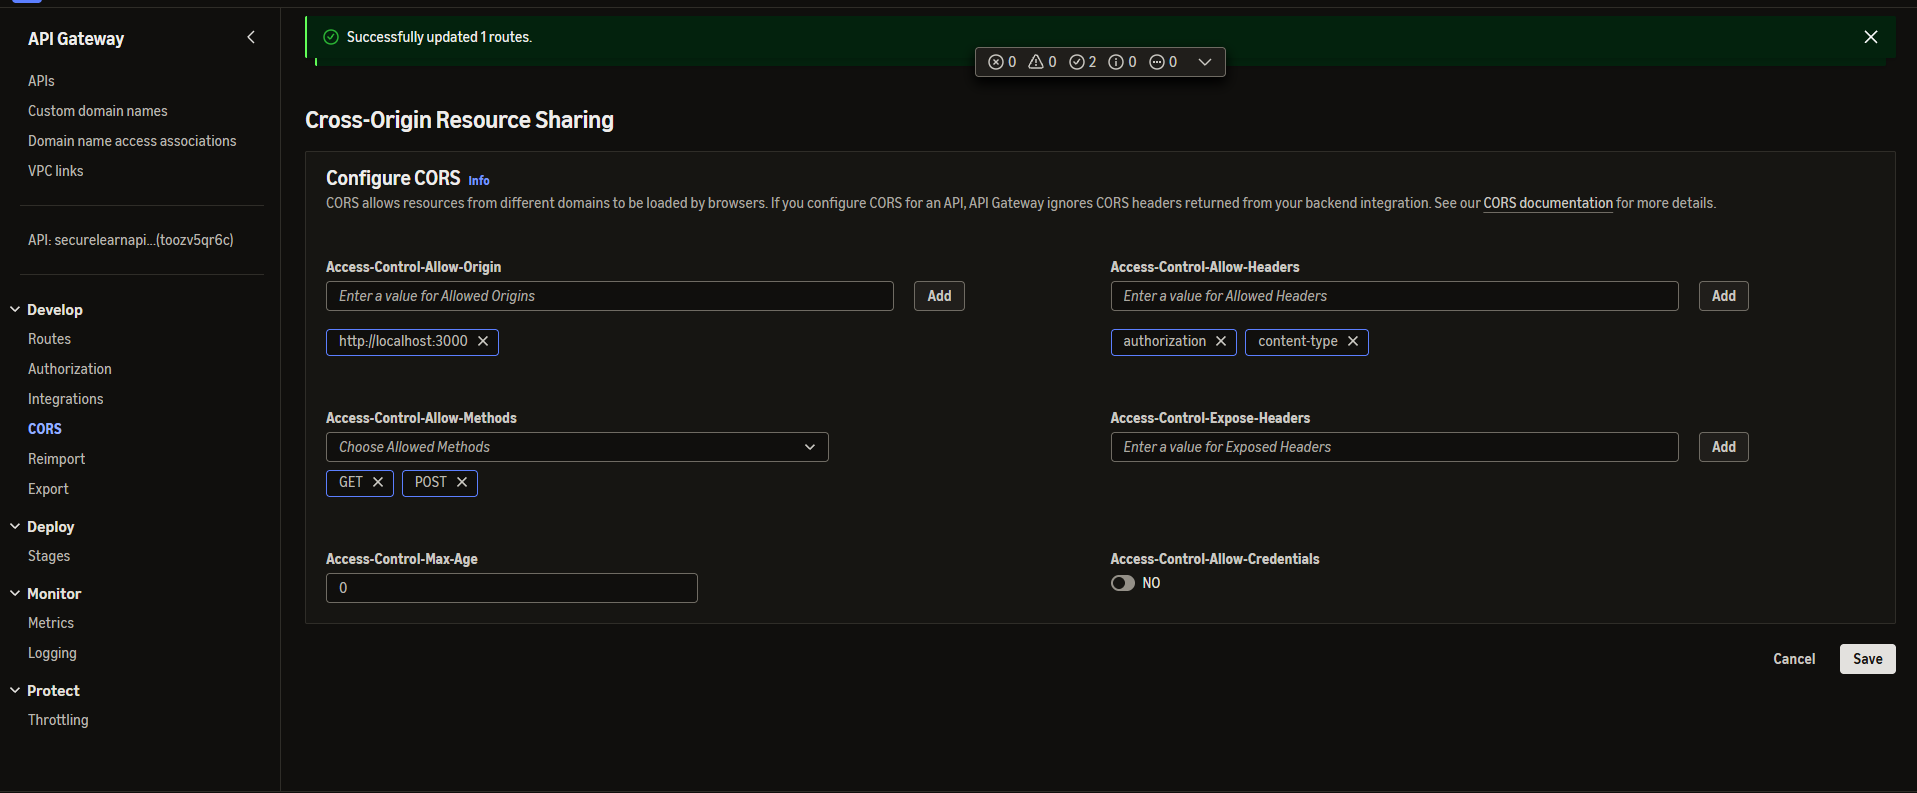 API Gateway
APIs
Custom domain names
Domain name access associations
VPC links
API: securelearnapi...(toozv5qr6c)
Develop
Routes
Authorization
Integrations
CORS
Reimport
Export
Deploy
Stages
Monitor
Metrics
Logging
Protect
Throttling
Successfully updated 1 routes.
0 0 2 0 0
Cross-Origin Resource Sharing
Configure CORS Info
CORS allows resources from different domains to be loaded by browsers. If you configure CORS for an API, API Gateway ignores CORS headers returned from your backend integration. See our CORS documentation for more details.
Access-Control-Allow-Origin
Enter a value for Allowed Origins Add
http://localhost:3000
Access-Control-Allow-Headers
Enter a value for Allowed Headers Add
authorization content-type
Access-Control-Allow-Methods
Choose Allowed Methods
GET POST
Access-Control-Expose-Headers
Enter a value for Exposed Headers Add
Access-Control-Max-Age
0
Access-Control-Allow-Credentials
NO
Cancel Save